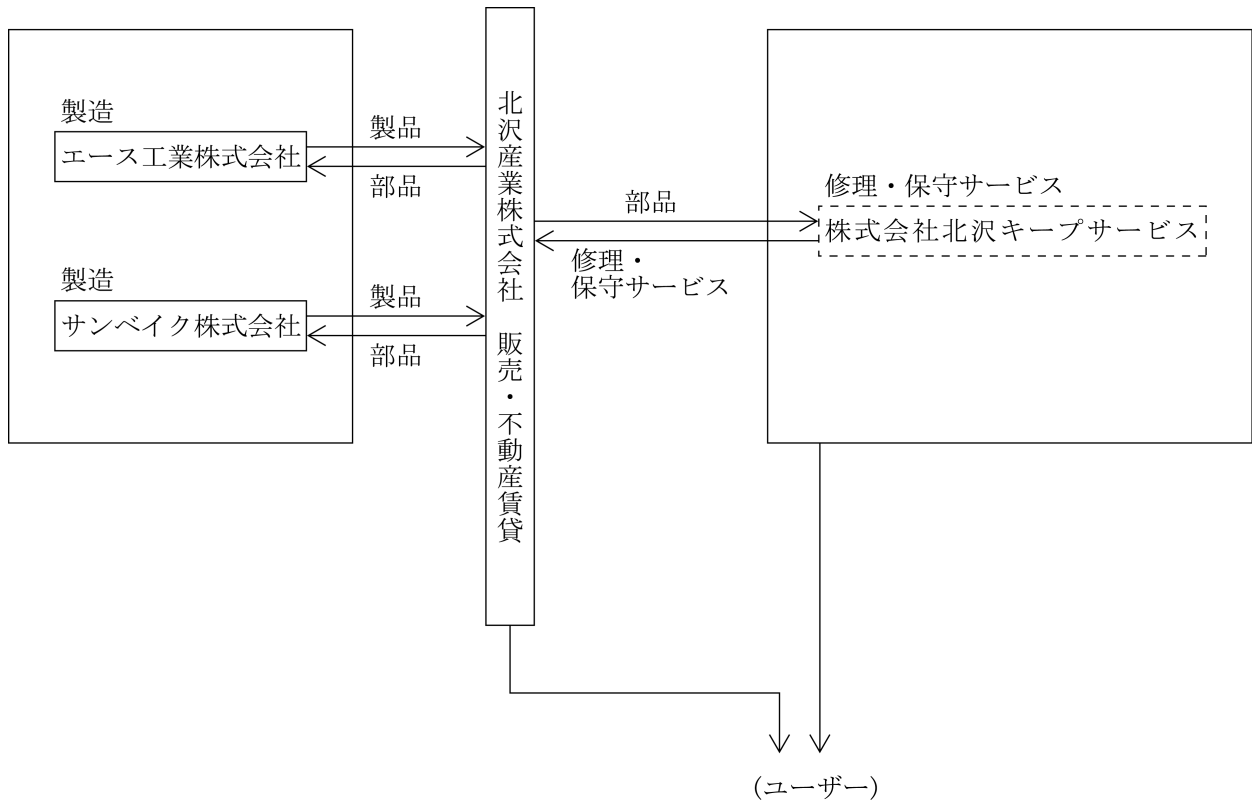 製造
エース工業株式会社
製品
部品
製造
サンベイク株式会社
製品
部品
北沢産業株式会社 販売・不動産賃貸
部品
修理・
保守サービス
修理・保守サービス
株式会社北沢キープサービス
(ユーザー)